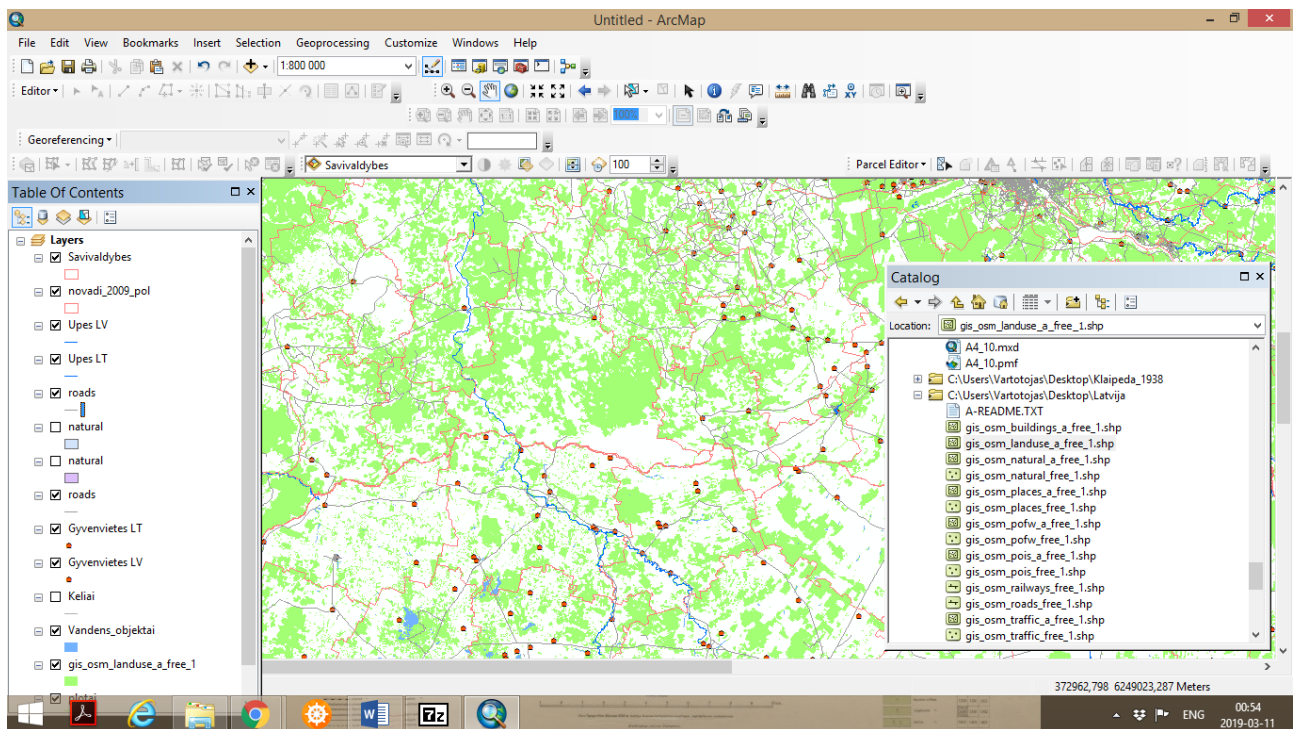 Untitled - ArcMap
File Edit View Bookmarks Insert Selection Geoprocessing Customize Windows Help
1:800 000
Editor
100%
Georeferencing
Savivaldybes
100
Parcel Editor
Table Of Contents
Layers
Savivaldybes
novadi_2009_pol
Upes LV
Upes LT
roads
natural
natural
roads
Gyvenvietes LT
Gyvenvietes LV
Keliai
Vandens_objektai
gis_osm_landuse_a_free_1
plotai
Catalog
Location: gis_osm_landuse_a_free_1.shp
A4_10.mxd
A4_10.pmf
C:\Users\Vartotojas\Desktop\Klaipeda_1938
C:\Users\Vartotojas\Desktop\Latvija
A-README.TXT
gis_osm_buildings_a_free_1.shp
gis_osm_landuse_a_free_1.shp
gis_osm_natural_a_free_1.shp
gis_osm_natural_free_1.shp
gis_osm_places_a_free_1.shp
gis_osm_places_free_1.shp
gis_osm_pofw_a_free_1.shp
gis_osm_pofw_free_1.shp
gis_osm_pois_a_free_1.shp
gis_osm_pois_free_1.shp
gis_osm_railways_free_1.shp
gis_osm_roads_free_1.shp
gis_osm_traffic_a_free_1.shp
gis_osm_traffic_free_1.shp
372962,798 6249023,287 Meters
ENG
00:54
2019-03-11